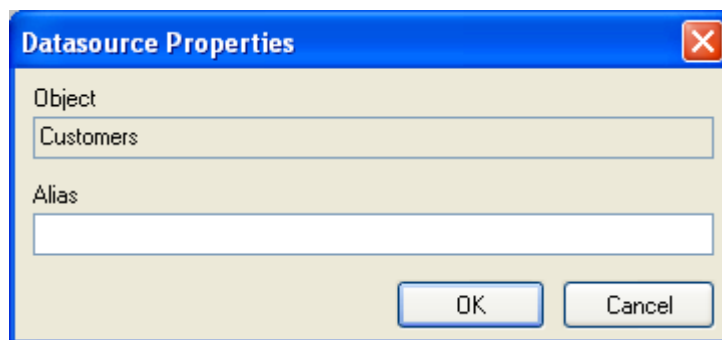 Datasource Properties
Object
Customers
Alias
OK Cancel